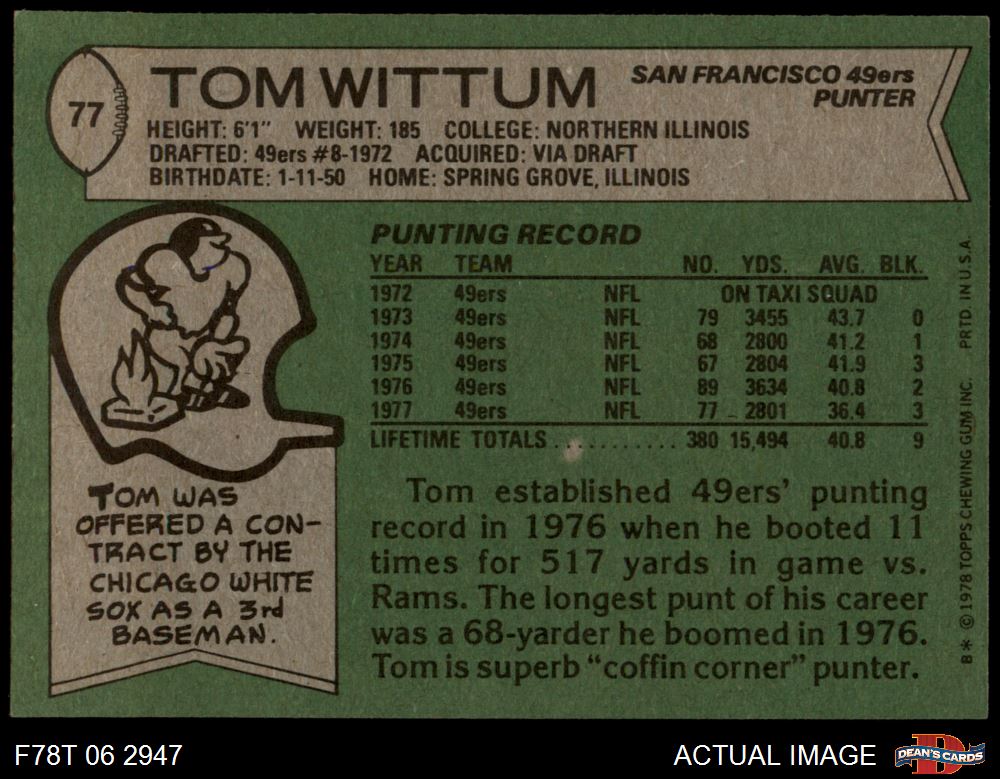 77
TOM WITTUM
SAN FRANCISCO 49ers
PUNTER
HEIGHT: 6'1" WEIGHT: 185 COLLEGE: NORTHERN ILLINOIS
DRAFTED: 49ers #8-1972 ACQUIRED: VIA DRAFT
BIRTHDATE: 1-11-50 HOME: SPRING GROVE, ILLINOIS
PUNTING RECORD
YEAR TEAM NO. YDS. AVG. BLK.
1972 49ers NFL ON TAXI SQUAD
1973 49ers NFL 79 3455 43.7 0
1974 49ers NFL 68 2800 41.2 1
1975 49ers NFL 67 2804 41.9 3
1976 49ers NFL 89 3634 40.8 2
1977 49ers NFL 77 2801 36.4 3
LIFETIME TOTALS ........... 380 15,494 40.8 9
TOM WAS
OFFERED A CON-
TRACT BY THE
CHICAGO WHITE
SOX AS A 3rd
BASEMAN.
Tom established 49ers' punting
record in 1976 when he booted 11
times for 517 yards in game vs.
Rams. The longest punt of his career
was a 68-yarder he boomed in 1976.
Tom is superb "coffin corner" punter.
B* © 1978 TOPPS CHEWING GUM INC. PRTD. IN U.S.A.
F78T 06 2947
ACTUAL IMAGE
D
DEAN'S CARDS